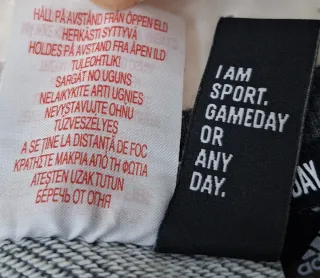 HÅLL PÅ AVSTÅND FRÅN ÖPPEN ELD
HERKÄSTI SYTTYVÄ
HOLDES PÅ AVSTAND FRA ÅPEN ILD
TULEOHTLIK!
SARGĀT NO UGUNS
NELAIKYKITE ARTI UGNIES
NEVYSTAVUJTE OHNU
TŰZVESZÉLYES
A SE ȚINE LA DISTANȚĂ DE FOC
ΚΡΑΤΗΣΤΕ ΜΑΚΡΙΑ ΑΠΟ ΤΗ ΦΩΤΙΑ
ATEŞTEN UZAK TUTUN
БЕРЕЧЬ ОТ ОГНЯ
I AM
SPORT.
GAMEDAY
OR
ANY
DAY.
DAY